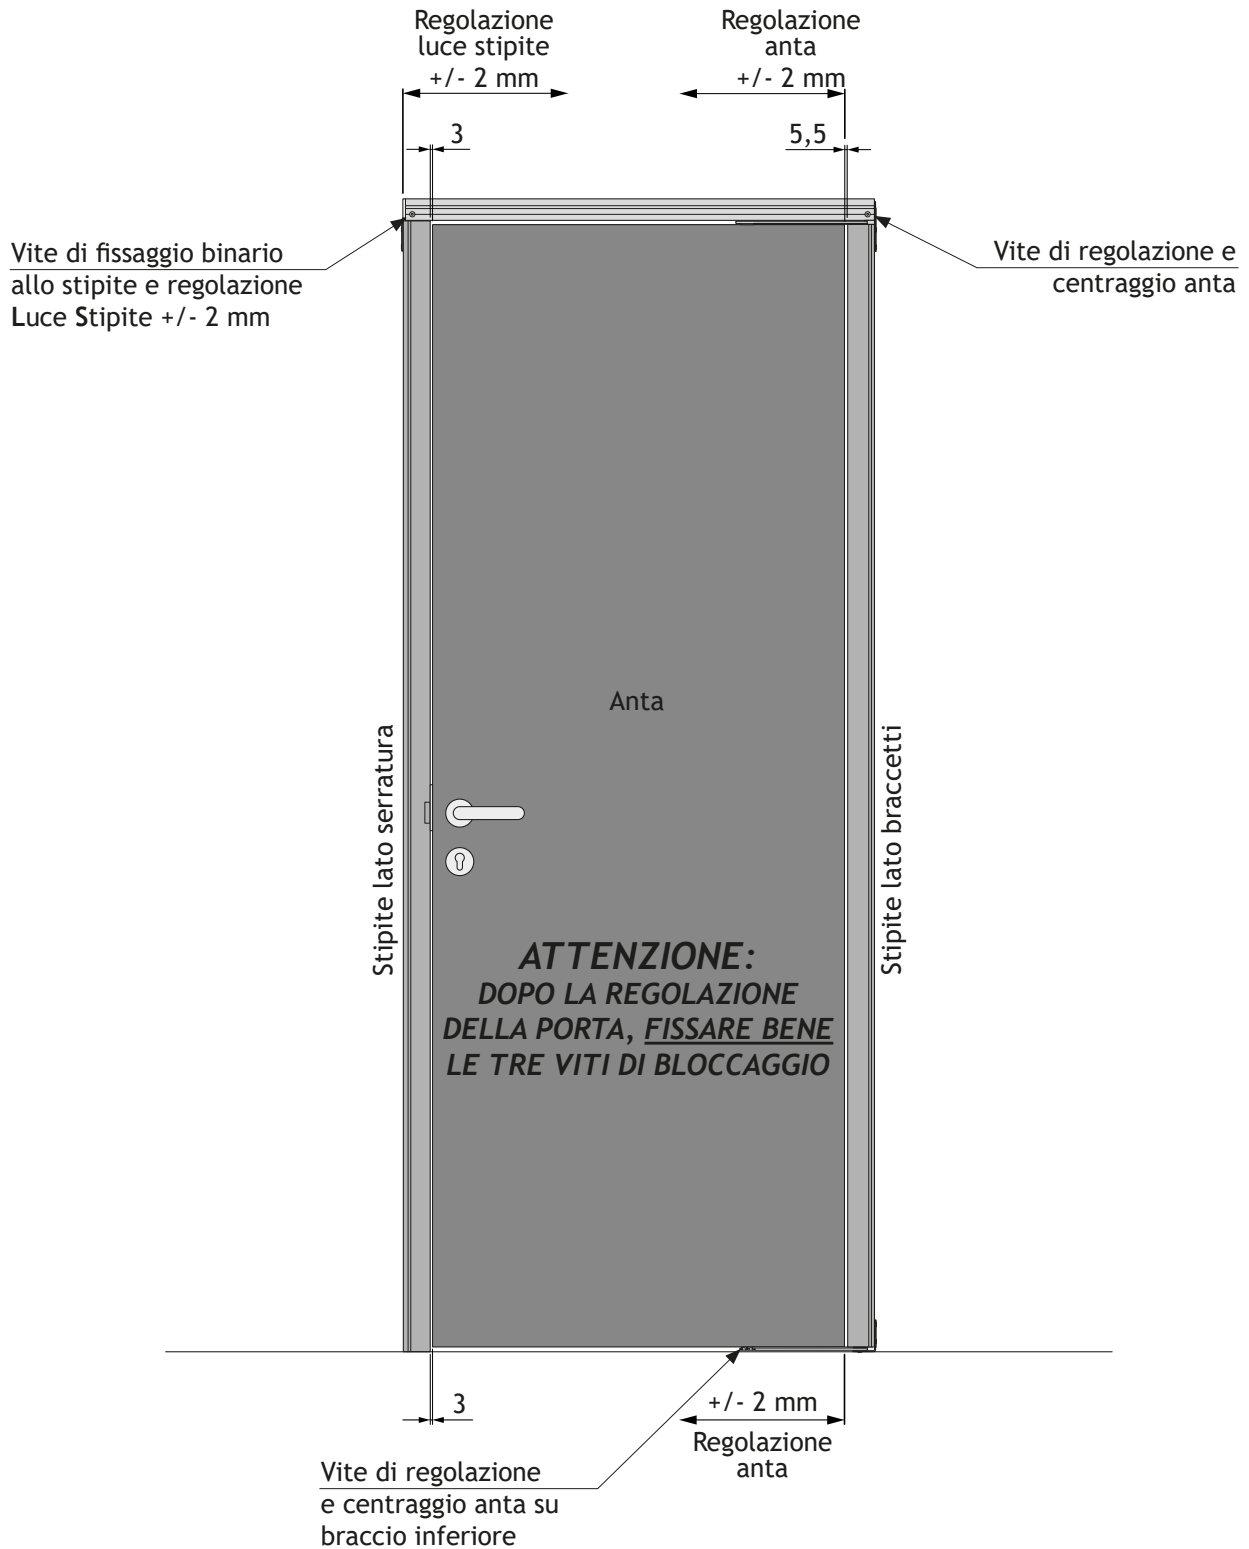 Regolazione
luce stipite
+/- 2 mm
Regolazione
anta
+/- 2 mm
3
5,5
Vite di fissaggio binario
allo stipite e regolazione
Luce Stipite +/- 2 mm
Vite di regolazione e
centraggio anta
Anta
Stipite lato serratura
Stipite lato braccetti
ATTENZIONE:
DOPO LA REGOLAZIONE
DELLA PORTA, FISSARE BENE
LE TRE VITI DI BLOCCAGGIO
3
+/- 2 mm
Regolazione
anta
Vite di regolazione
e centraggio anta su
braccio inferiore